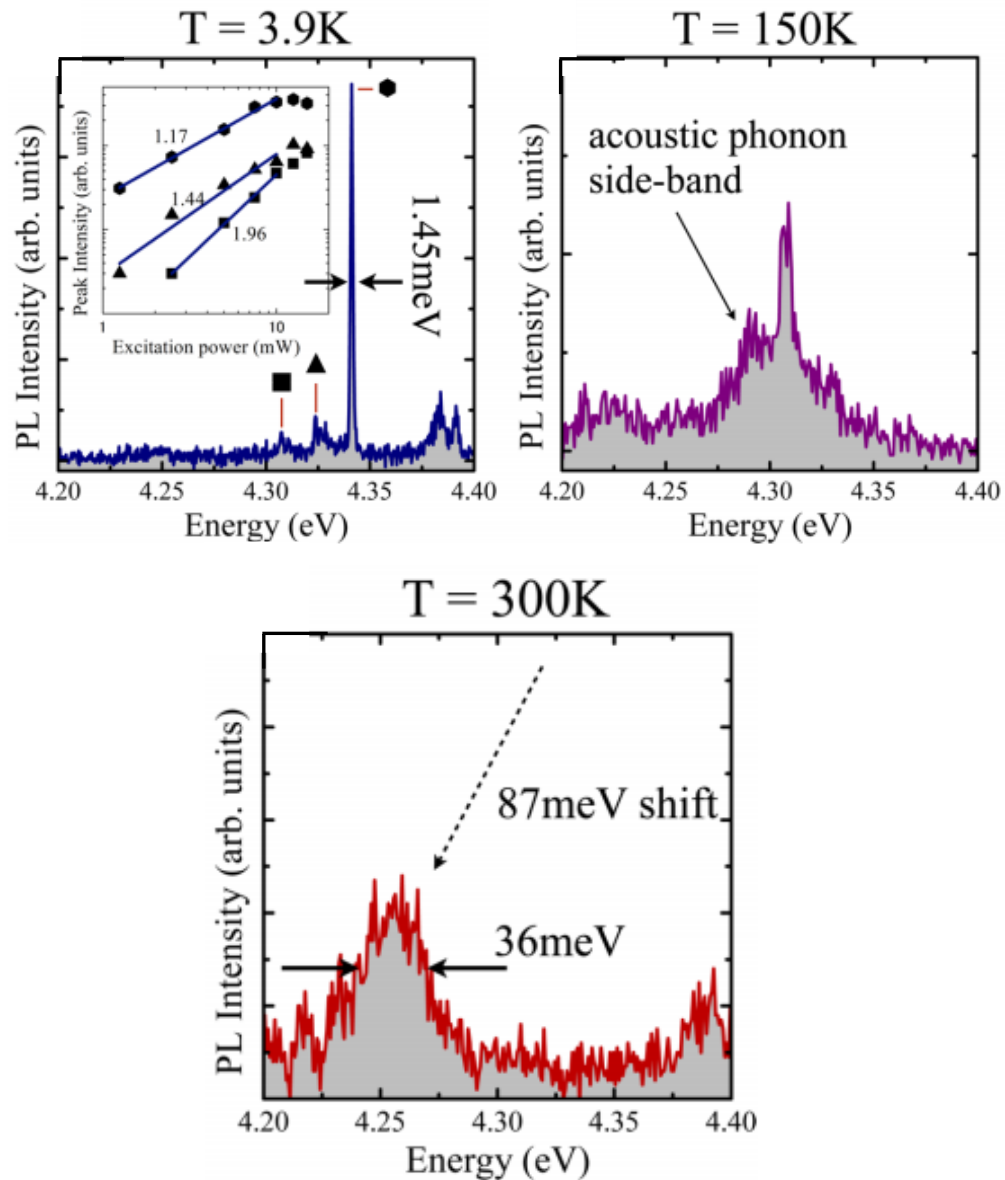 T = 3.9K
PL Intensity (arb. units)
Peak Intensity (arb. units)
1.17
1.44
1.96
1
10
Excitation power (mW)
1.45meV
4.20 4.25 4.30 4.35 4.40
Energy (eV)
T = 150K
PL Intensity (arb. units)
acoustic phonon
side-band
4.20 4.25 4.30 4.35 4.40
Energy (eV)
T = 300K
PL Intensity (arb. units)
87meV shift
36meV
4.20 4.25 4.30 4.35 4.40
Energy (eV)